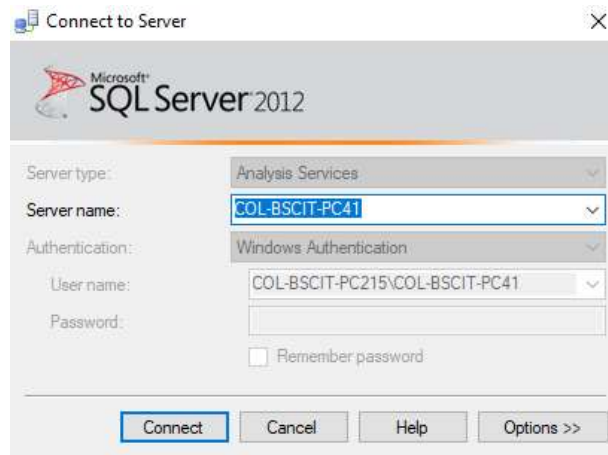 Connect to Server
Microsoft®
SQL Server 2012
Server type: Analysis Services
Server name: COL-BSCIT-PC41
Authentication: Windows Authentication
User name: COL-BSCIT-PC215\COL-BSCIT-PC41
Password:
Remember password
Connect Cancel Help Options >>